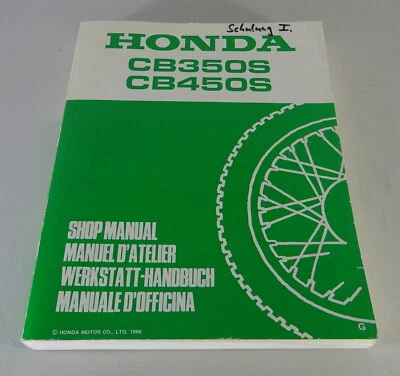 Schulung I.
HONDA
CB350S
CB450S
SHOP MANUAL
MANUEL D'ATELIER
WERKSTATT-HANDBUCH
MANUALE D'OFFICINA
© HONDA MOTOR CO., LTD. 1986
G